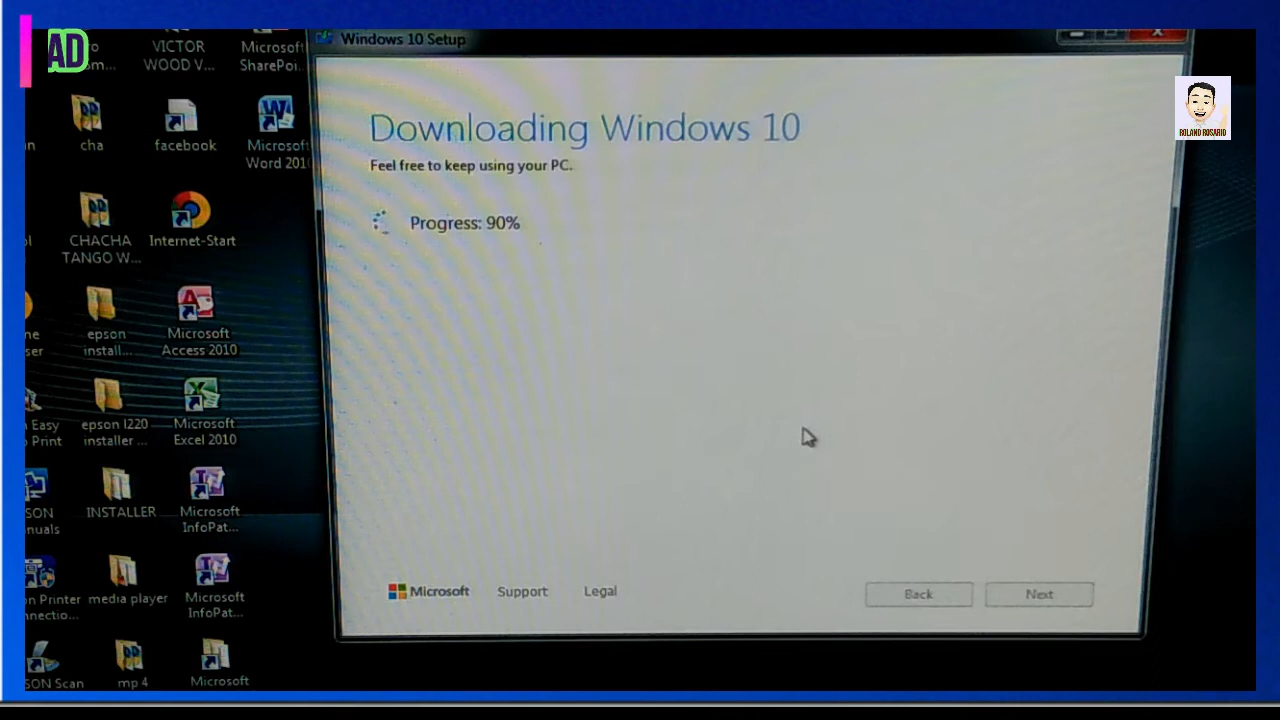 AD
VICTOR
WOOD V...
Microsoft
SharePoi...
cha
facebook
Microsoft
Word 201
CHACHA
TANGO W...
Internet-Start
epson
install...
Microsoft
Access 2010
Easy
Print
epson l220
installer ...
Microsoft
Excel 2010
INSTALLER
Microsoft
InfoPat...
Printer
media player
Microsoft
InfoPat...
Scan
mp 4
Microsoft
Windows 10 Setup
Downloading Windows 10
Feel free to keep using your PC.
Progress: 90%
Microsoft
Support
Legal
Back
Next
ROLAND ROSARIO